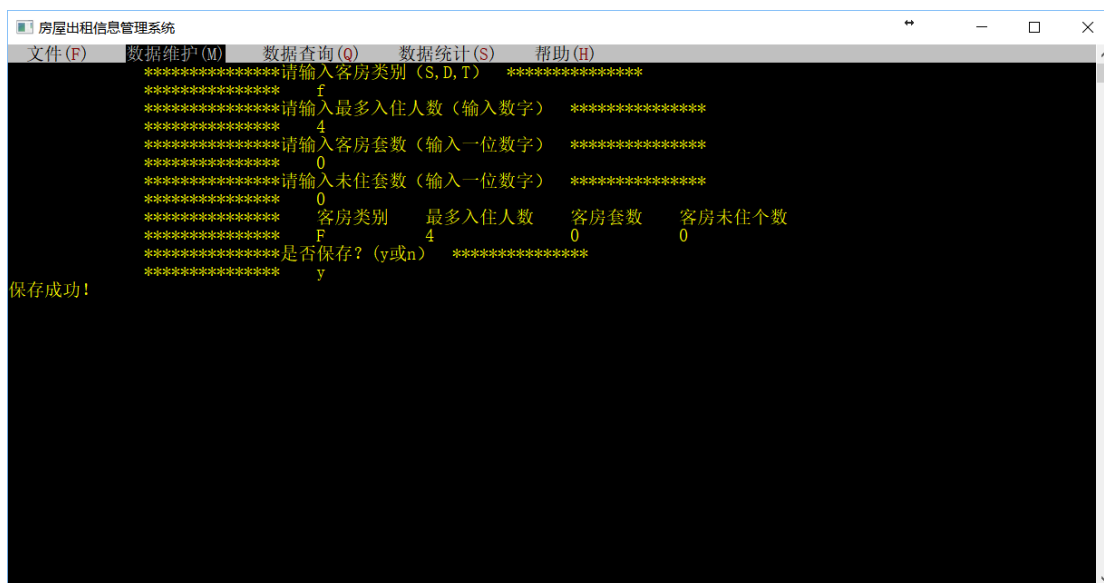 房屋出租信息管理系统
文件(F) 数据维护(M) 数据查询(Q) 数据统计(S) 帮助(H)
***************请输入客房类别（S,D,T） ***************
*************** f
***************请输入最多入住人数（输入数字） ***************
*************** 4
***************请输入客房套数（输入一位数字） ***************
*************** 0
***************请输入未住套数（输入一位数字） ***************
*************** 0
*************** 客房类别 最多入住人数 客房套数 客房未住个数
*************** F 4 0 0
***************是否保存？(y或n） ***************
*************** y
保存成功！